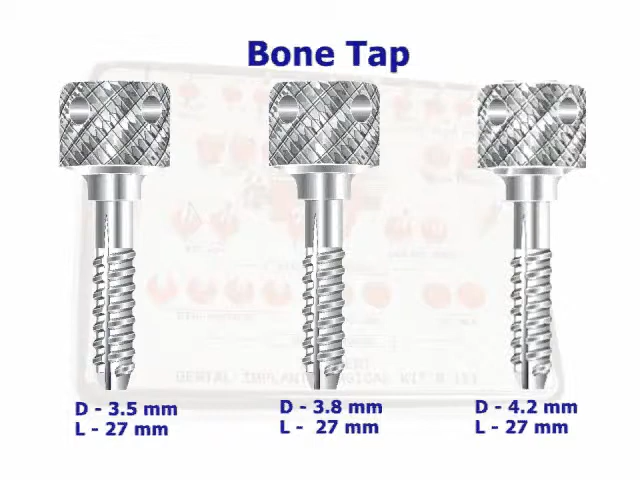 Bone Tap
D - 3.5 mm
L - 27 mm
D - 3.8 mm
L - 27 mm
D - 4.2 mm
L - 27 mm